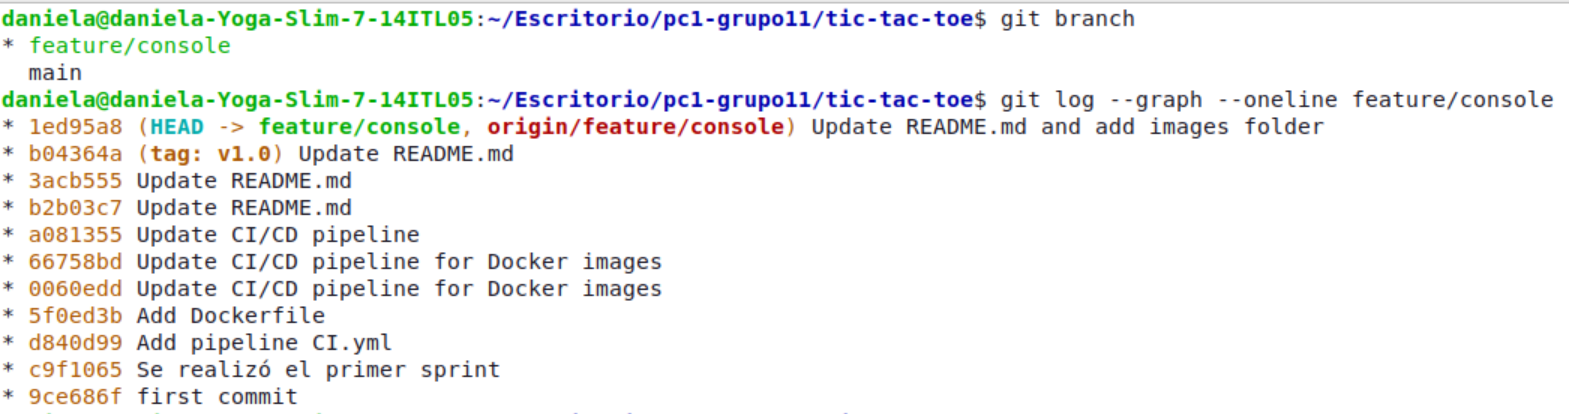 daniela@daniela-Yoga-Slim-7-14ITL05:~/Escritorio/pc1-grupo11/tic-tac-toe$ git branch
* feature/console
  main
daniela@daniela-Yoga-Slim-7-14ITL05:~/Escritorio/pc1-grupo11/tic-tac-toe$ git log --graph --oneline feature/console
* 1ed95a8 (HEAD -> feature/console, origin/feature/console) Update README.md and add images folder
* b04364a (tag: v1.0) Update README.md
* 3acb555 Update README.md
* b2b03c7 Update README.md
* a081355 Update CI/CD pipeline
* 66758bd Update CI/CD pipeline for Docker images
* 0060edd Update CI/CD pipeline for Docker images
* 5f0ed3b Add Dockerfile
* d840d99 Add pipeline CI.yml
* c9f1065 Se realizó el primer sprint
* 9ce686f first commit